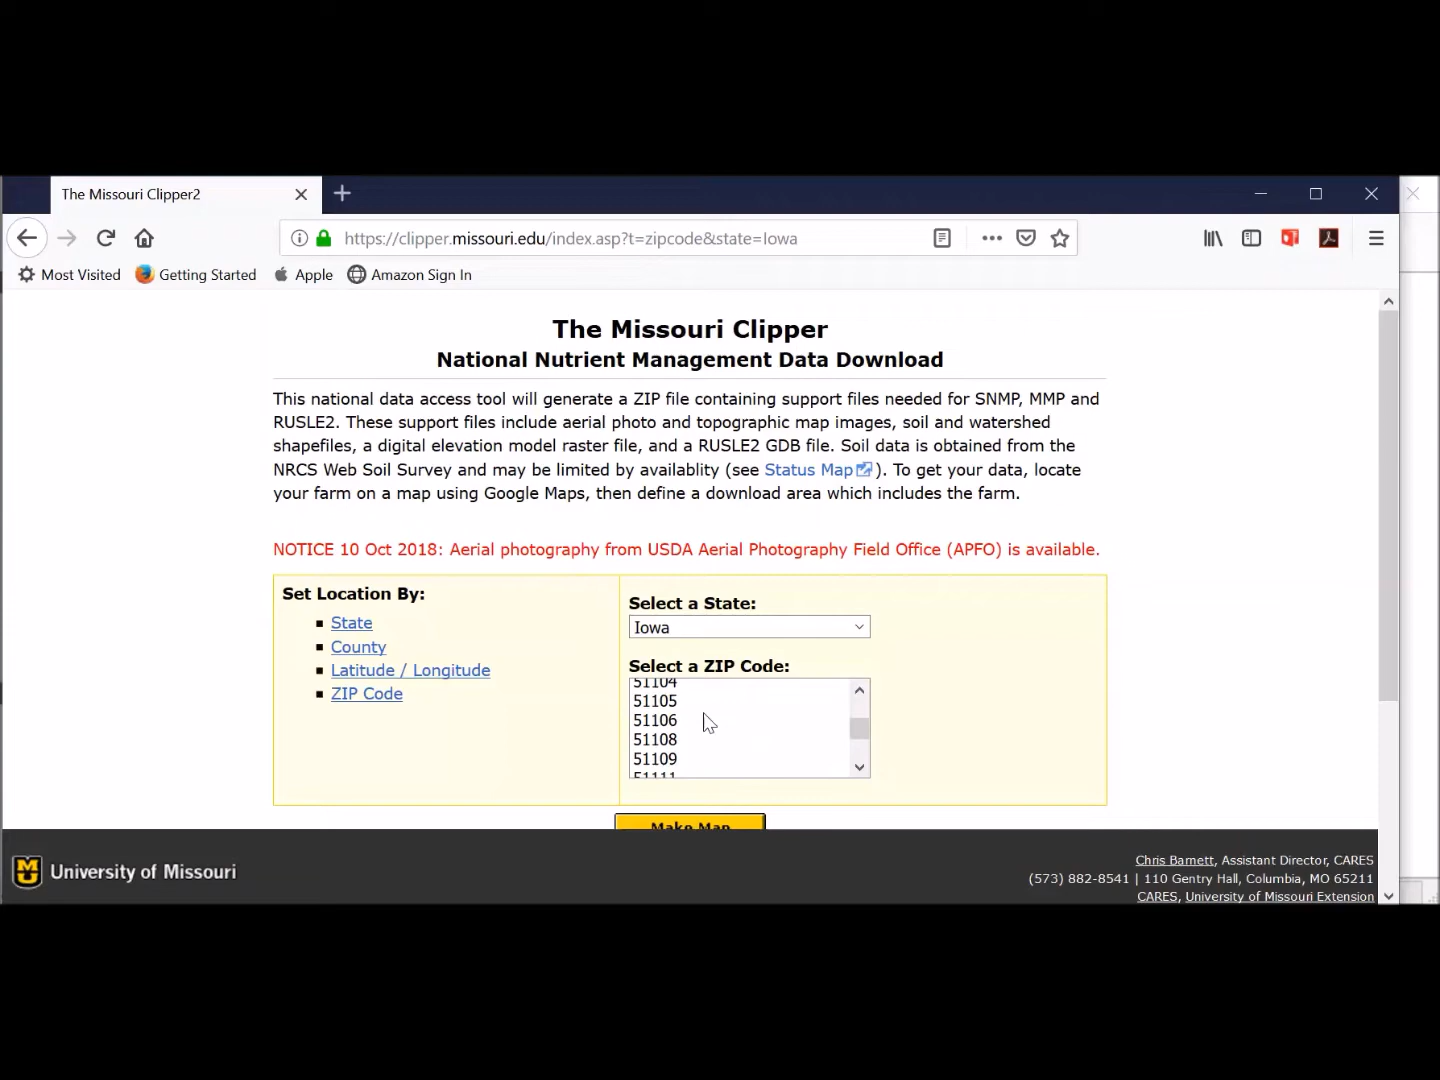 The Missouri Clipper2
https://clipper.missouri.edu/index.asp?t=zipcode&state=Iowa
Most Visited Getting Started Apple Amazon Sign In
The Missouri Clipper
National Nutrient Management Data Download
This national data access tool will generate a ZIP file containing support files needed for SNMP, MMP and
RUSLE2. These support files include aerial photo and topographic map images, soil and watershed
shapefiles, a digital elevation model raster file, and a RUSLE2 GDB file. Soil data is obtained from the
NRCS Web Soil Survey and may be limited by availablity (see Status Map ). To get your data, locate
your farm on a map using Google Maps, then define a download area which includes the farm.
NOTICE 10 Oct 2018: Aerial photography from USDA Aerial Photography Field Office (APFO) is available.
Set Location By:
State
County
Latitude / Longitude
ZIP Code
Select a State:
Iowa
Select a ZIP Code:
51104
51105
51106
51108
51109
51111
Make Map
University of Missouri
Chris Barnett, Assistant Director, CARES
(573) 882-8541 | 110 Gentry Hall, Columbia, MO 65211
CARES, University of Missouri Extension